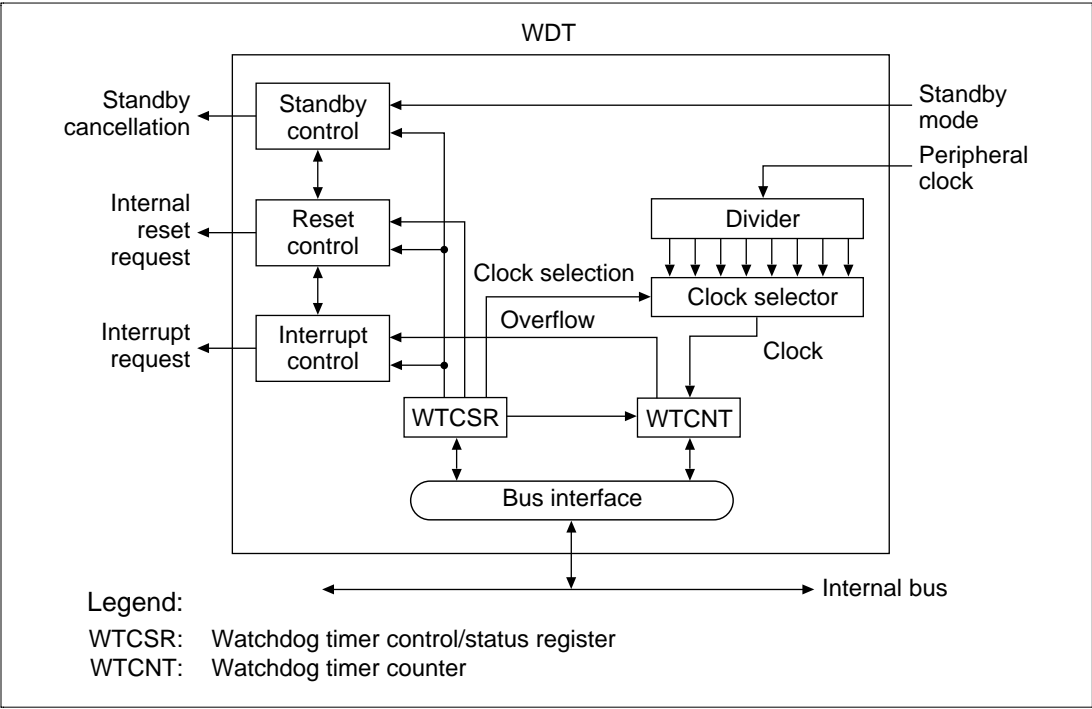 WDT
Standby
cancellation
Standby
control
Standby
mode
Peripheral
clock
Internal
reset
request
Reset
control
Divider
Clock selection
Clock selector
Interrupt
request
Interrupt
control
Overflow
Clock
WTCSR
WTCNT
Bus interface
Internal bus
Legend:
WTCSR: Watchdog timer control/status register
WTCNT: Watchdog timer counter